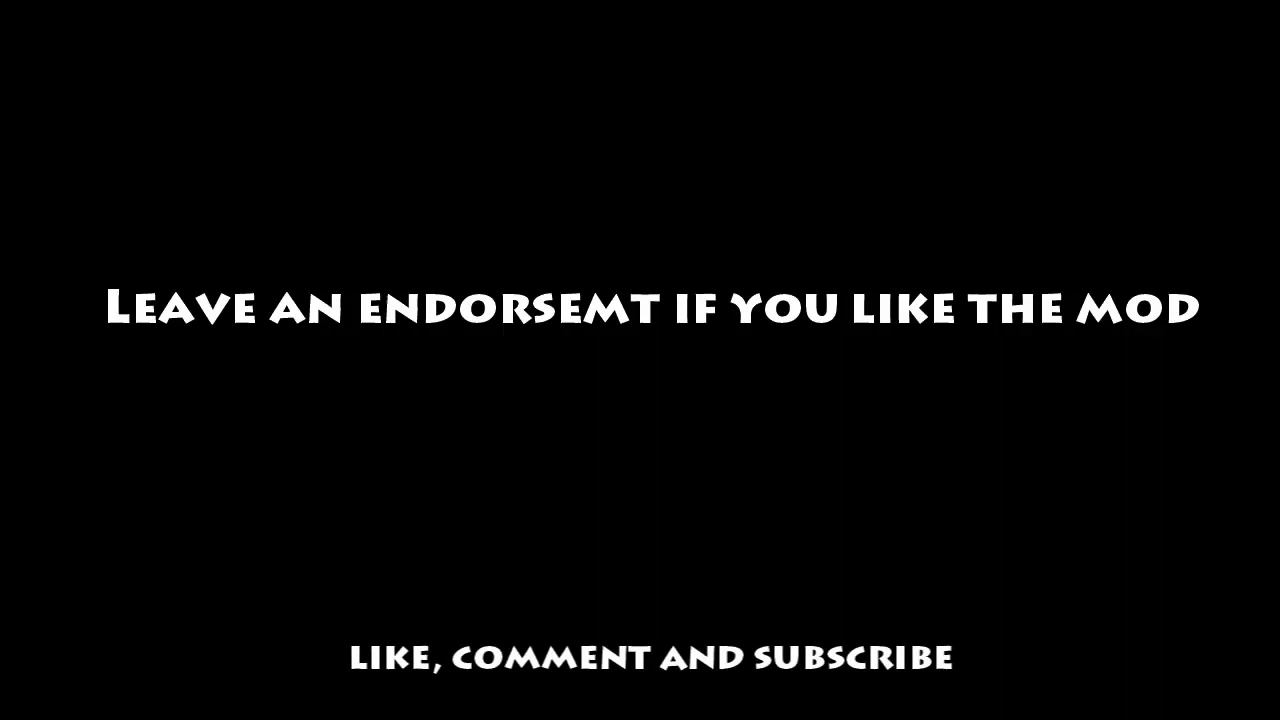 Leave an endorsemt if you like the mod
like, comment and subscribe